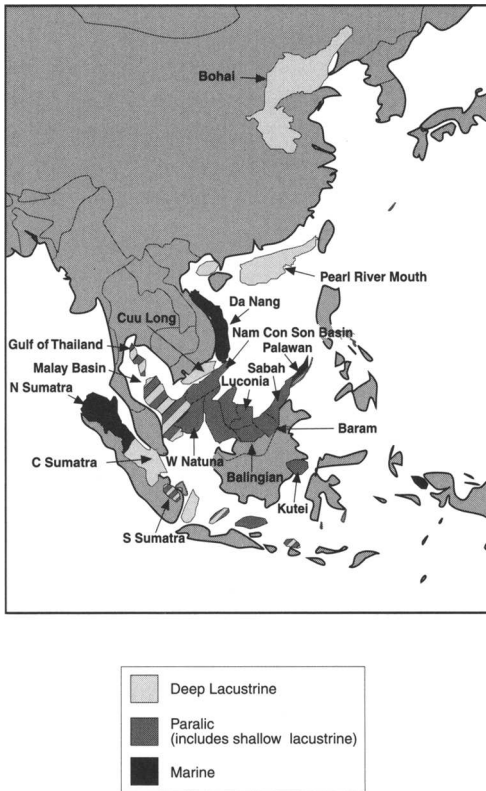 Bohai
Pearl River Mouth
Da Nang
Cuu Long
Nam Con Son Basin
Gulf of Thailand
Palawan
Malay Basin
Sabah
N Sumatra
Luconia
Baram
C Sumatra
W Natuna
Balingian
Kutei
S Sumatra
Deep Lacustrine
Paralic
(includes shallow lacustrine)
Marine